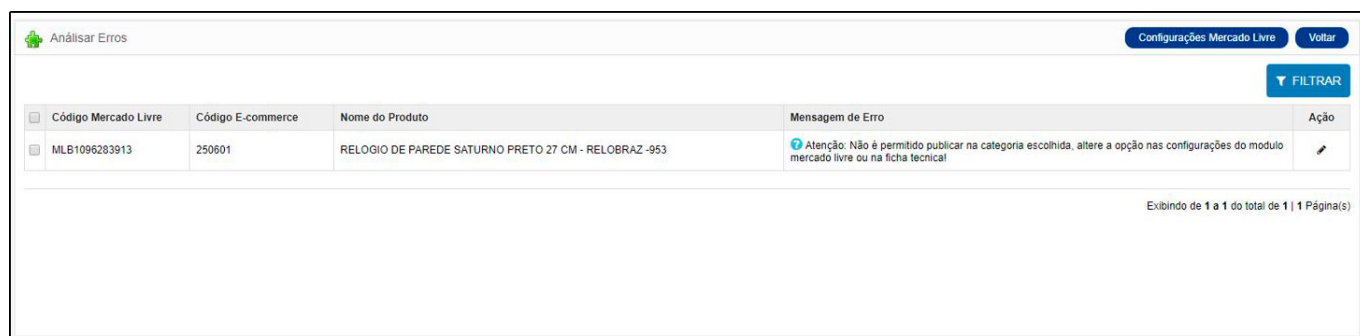 Análisar Erros
Configurações Mercado Livre
Voltar
FILTRAR
Código Mercado Livre
Código E-commerce
Nome do Produto
Mensagem de Erro
Ação
MLB1096283913
250601
RELOGIO DE PAREDE SATURNO PRETO 27 CM - RELOBRAZ -953
Atenção: Não é permitido publicar na categoria escolhida, altere a opção nas configurações do modulo
mercado livre ou na ficha tecnica!
Exibindo de 1 a 1 do total de 1 | 1 Página(s)